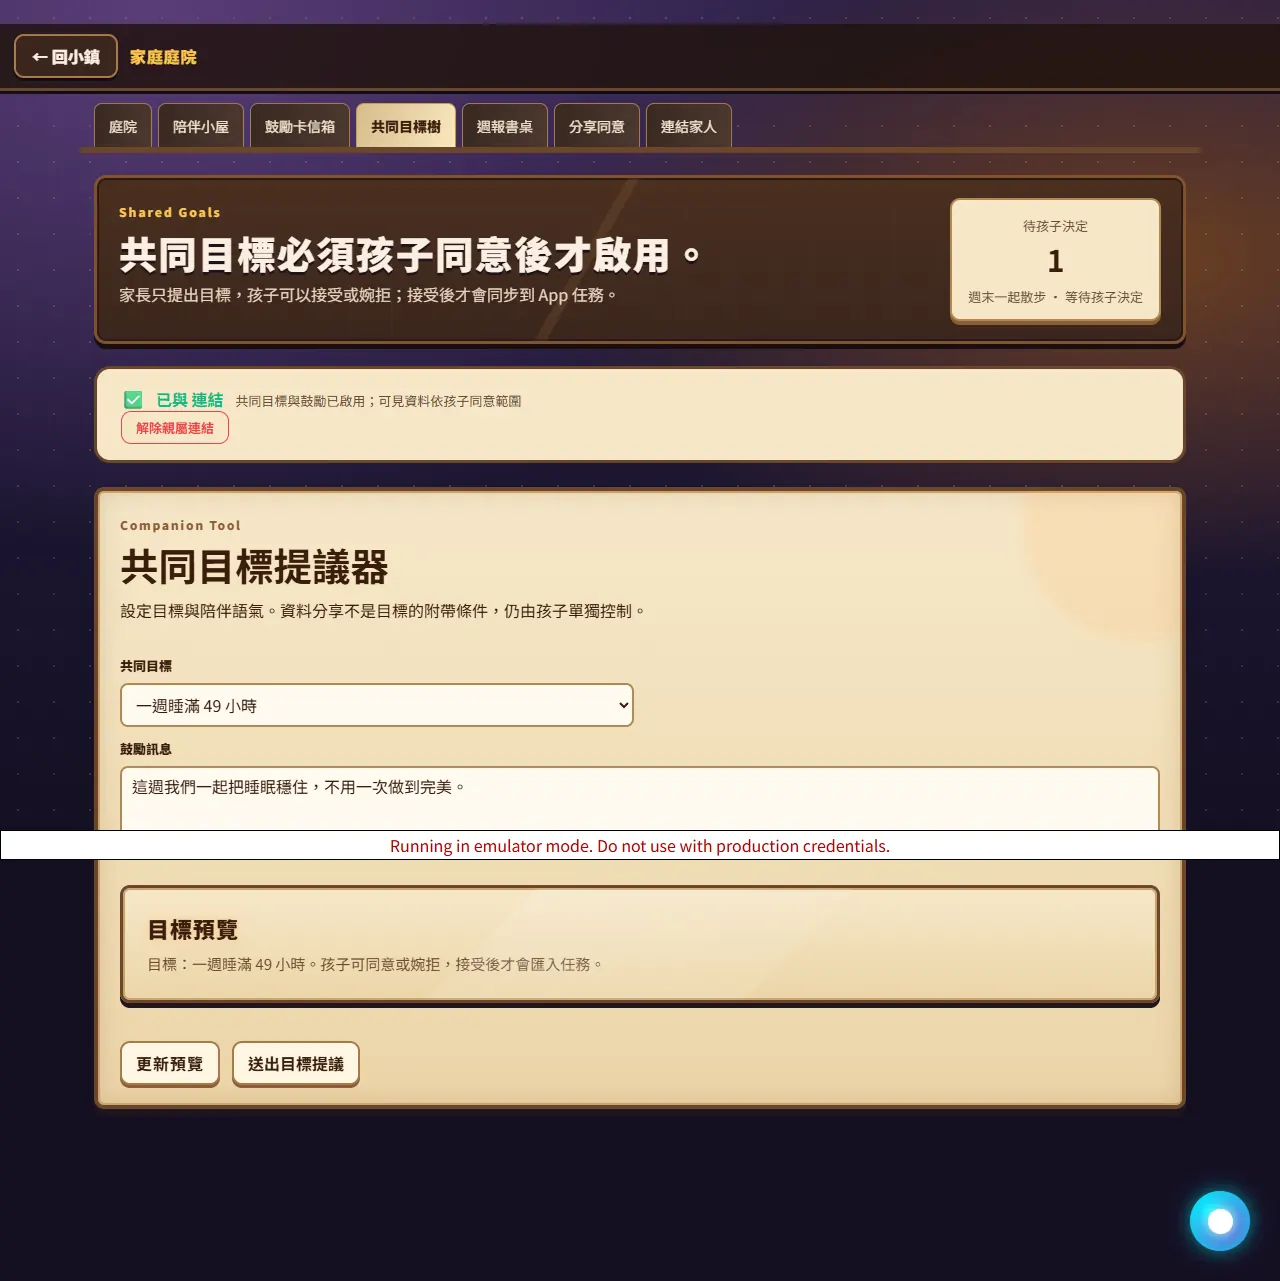 ← 回小鎮
家庭庭院
庭院
陪伴小屋
鼓勵卡信箱
共同目標樹
週報書桌
分享同意
連結家人
Shared Goals
共同目標必須孩子同意後才啟用。
家長只提出目標，孩子可以接受或婉拒；接受後才會同步到 App 任務。
待孩子決定
1
週末一起散步 · 等待孩子決定
✅ 已與 連結 共同目標與鼓勵已啟用；可見資料依孩子同意範圍
解除親屬連結
Companion Tool
共同目標提議器
設定目標與陪伴語氣。資料分享不是目標的附帶條件，仍由孩子單獨控制。
共同目標
一週睡滿 49 小時
鼓勵訊息
這週我們一起把睡眠穩住，不用一次做到完美。
Running in emulator mode. Do not use with production credentials.
目標預覽
目標：一週睡滿 49 小時。孩子可同意或婉拒，接受後才會匯入任務。
更新預覽
送出目標提議